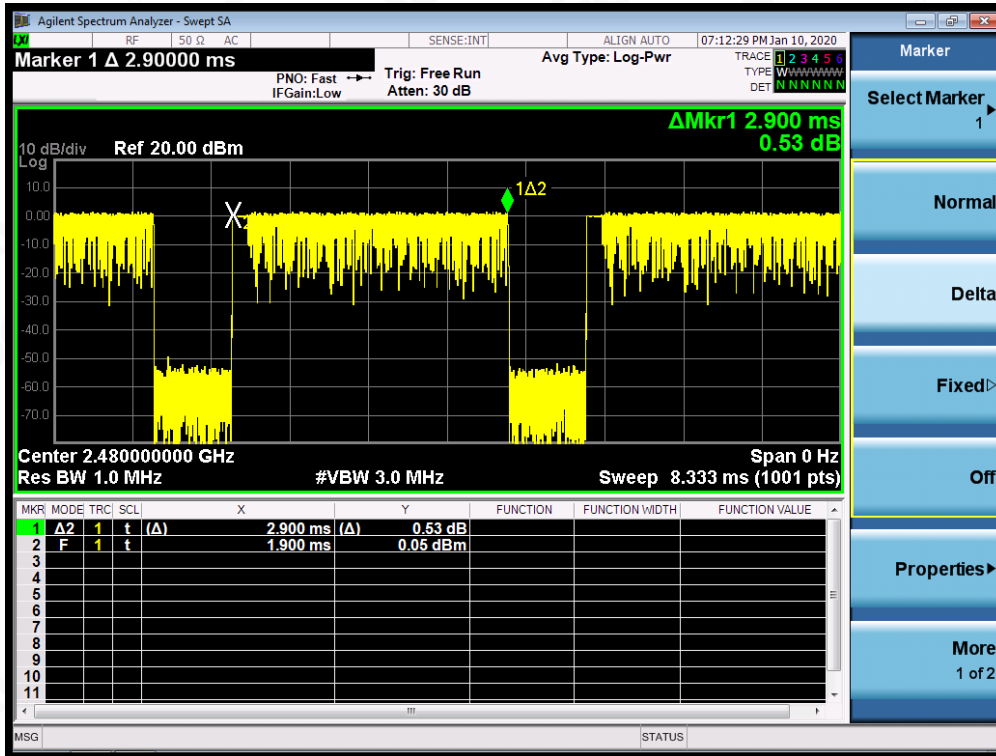 Agilent Spectrum Analyzer - Swept SA
LXI RF 50 Ω AC SENSE:INT ALIGN AUTO 07:12:29 PM Jan 10, 2020
Marker 1 Δ 2.90000 ms
Avg Type: Log-Pwr
TRACE 1 2 3 4 5 6
PNO: Fast
Trig: Free Run
TYPE WWWWWW
IFGain:Low
Atten: 30 dB
DET N N N N N N
ΔMkr1 2.900 ms
0.53 dB
10 dB/div Ref 20.00 dBm
Log
10.0
0.00
-10.0
-20.0
-30.0
-40.0
-50.0
-60.0
-70.0
1Δ2
Center 2.480000000 GHz Span 0 Hz
Res BW 1.0 MHz #VBW 3.0 MHz Sweep 8.333 ms (1001 pts)
MKR MODE TRC SCL X Y FUNCTION FUNCTION WIDTH FUNCTION VALUE
1 Δ2 1 t (Δ) 2.900 ms (Δ) 0.53 dB
2 F 1 t 1.900 ms 0.05 dBm
3
4
5
6
7
8
9
10
11
MSG STATUS
Marker
Select Marker
1
Normal
Delta
Fixed
Off
Properties
More
1 of 2